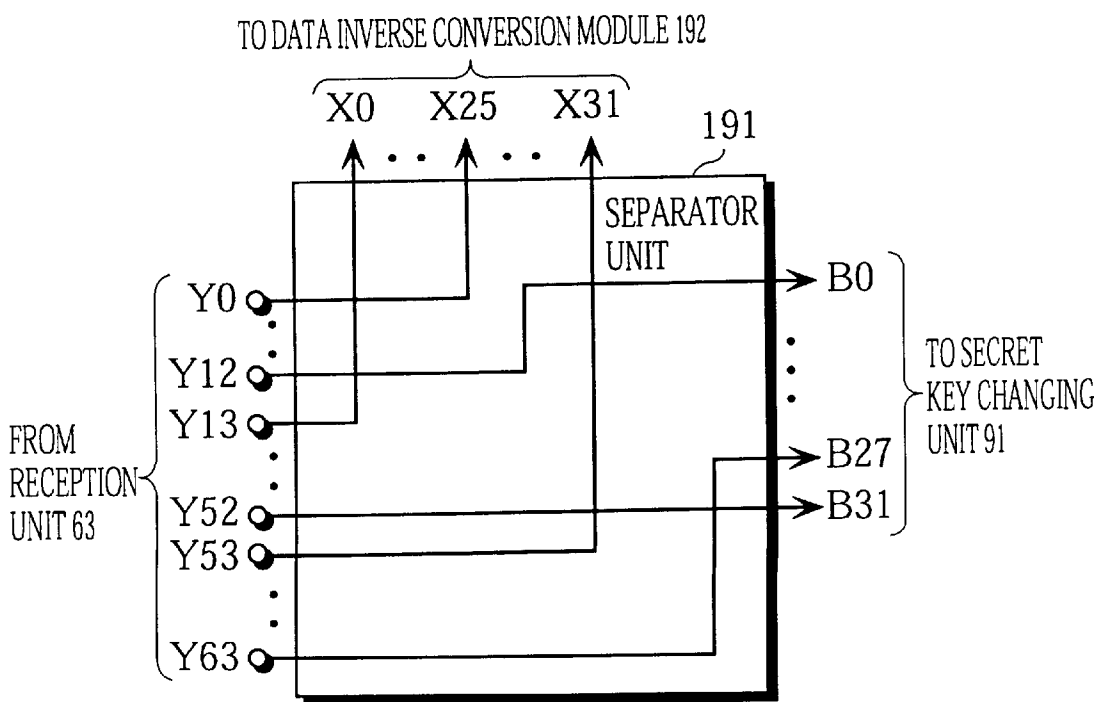 TO DATA INVERSE CONVERSION MODULE 192
X0 X25 X31
191
SEPARATOR
UNIT
Y0
Y12
Y13
Y52
Y53
Y63
FROM
RECEPTION
UNIT 63
B0
B27
B31
TO SECRET
KEY CHANGING
UNIT 91